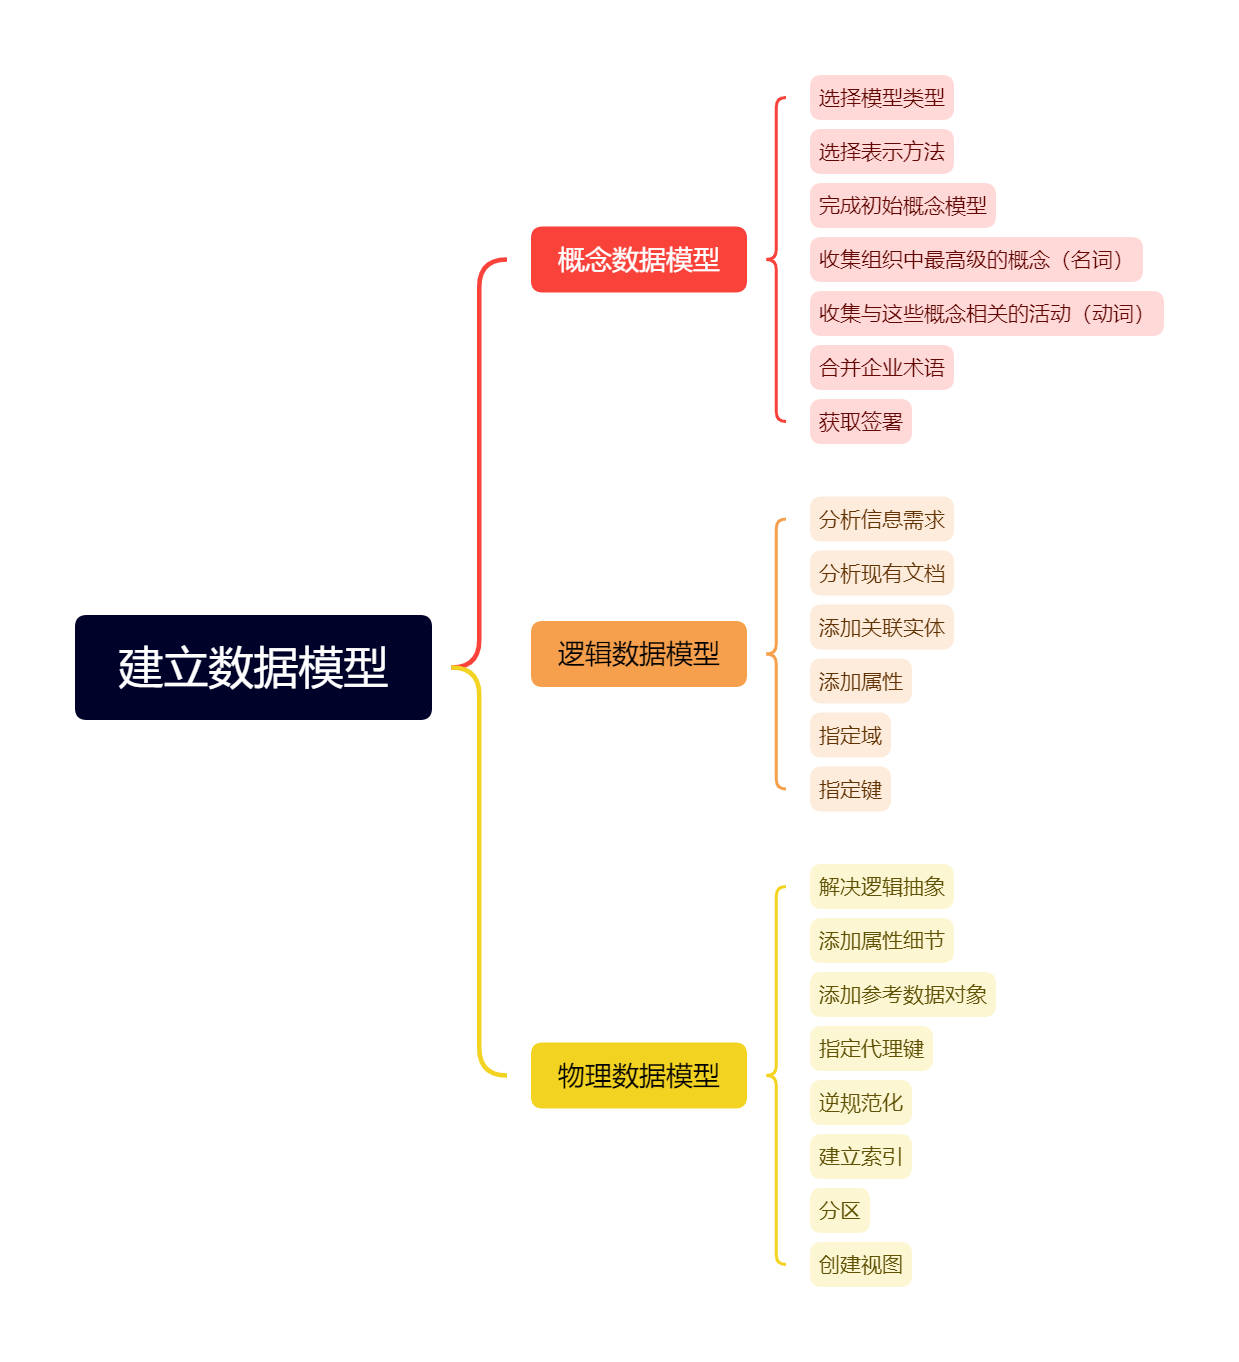 建立数据模型
概念数据模型
选择模型类型
选择表示方法
完成初始概念模型
收集组织中最高级的概念（名词）
收集与这些概念相关的活动（动词）
合并企业术语
获取签署
逻辑数据模型
分析信息需求
分析现有文档
添加关联实体
添加属性
指定域
指定键
物理数据模型
解决逻辑抽象
添加属性细节
添加参考数据对象
指定代理键
逆规范化
建立索引
分区
创建视图